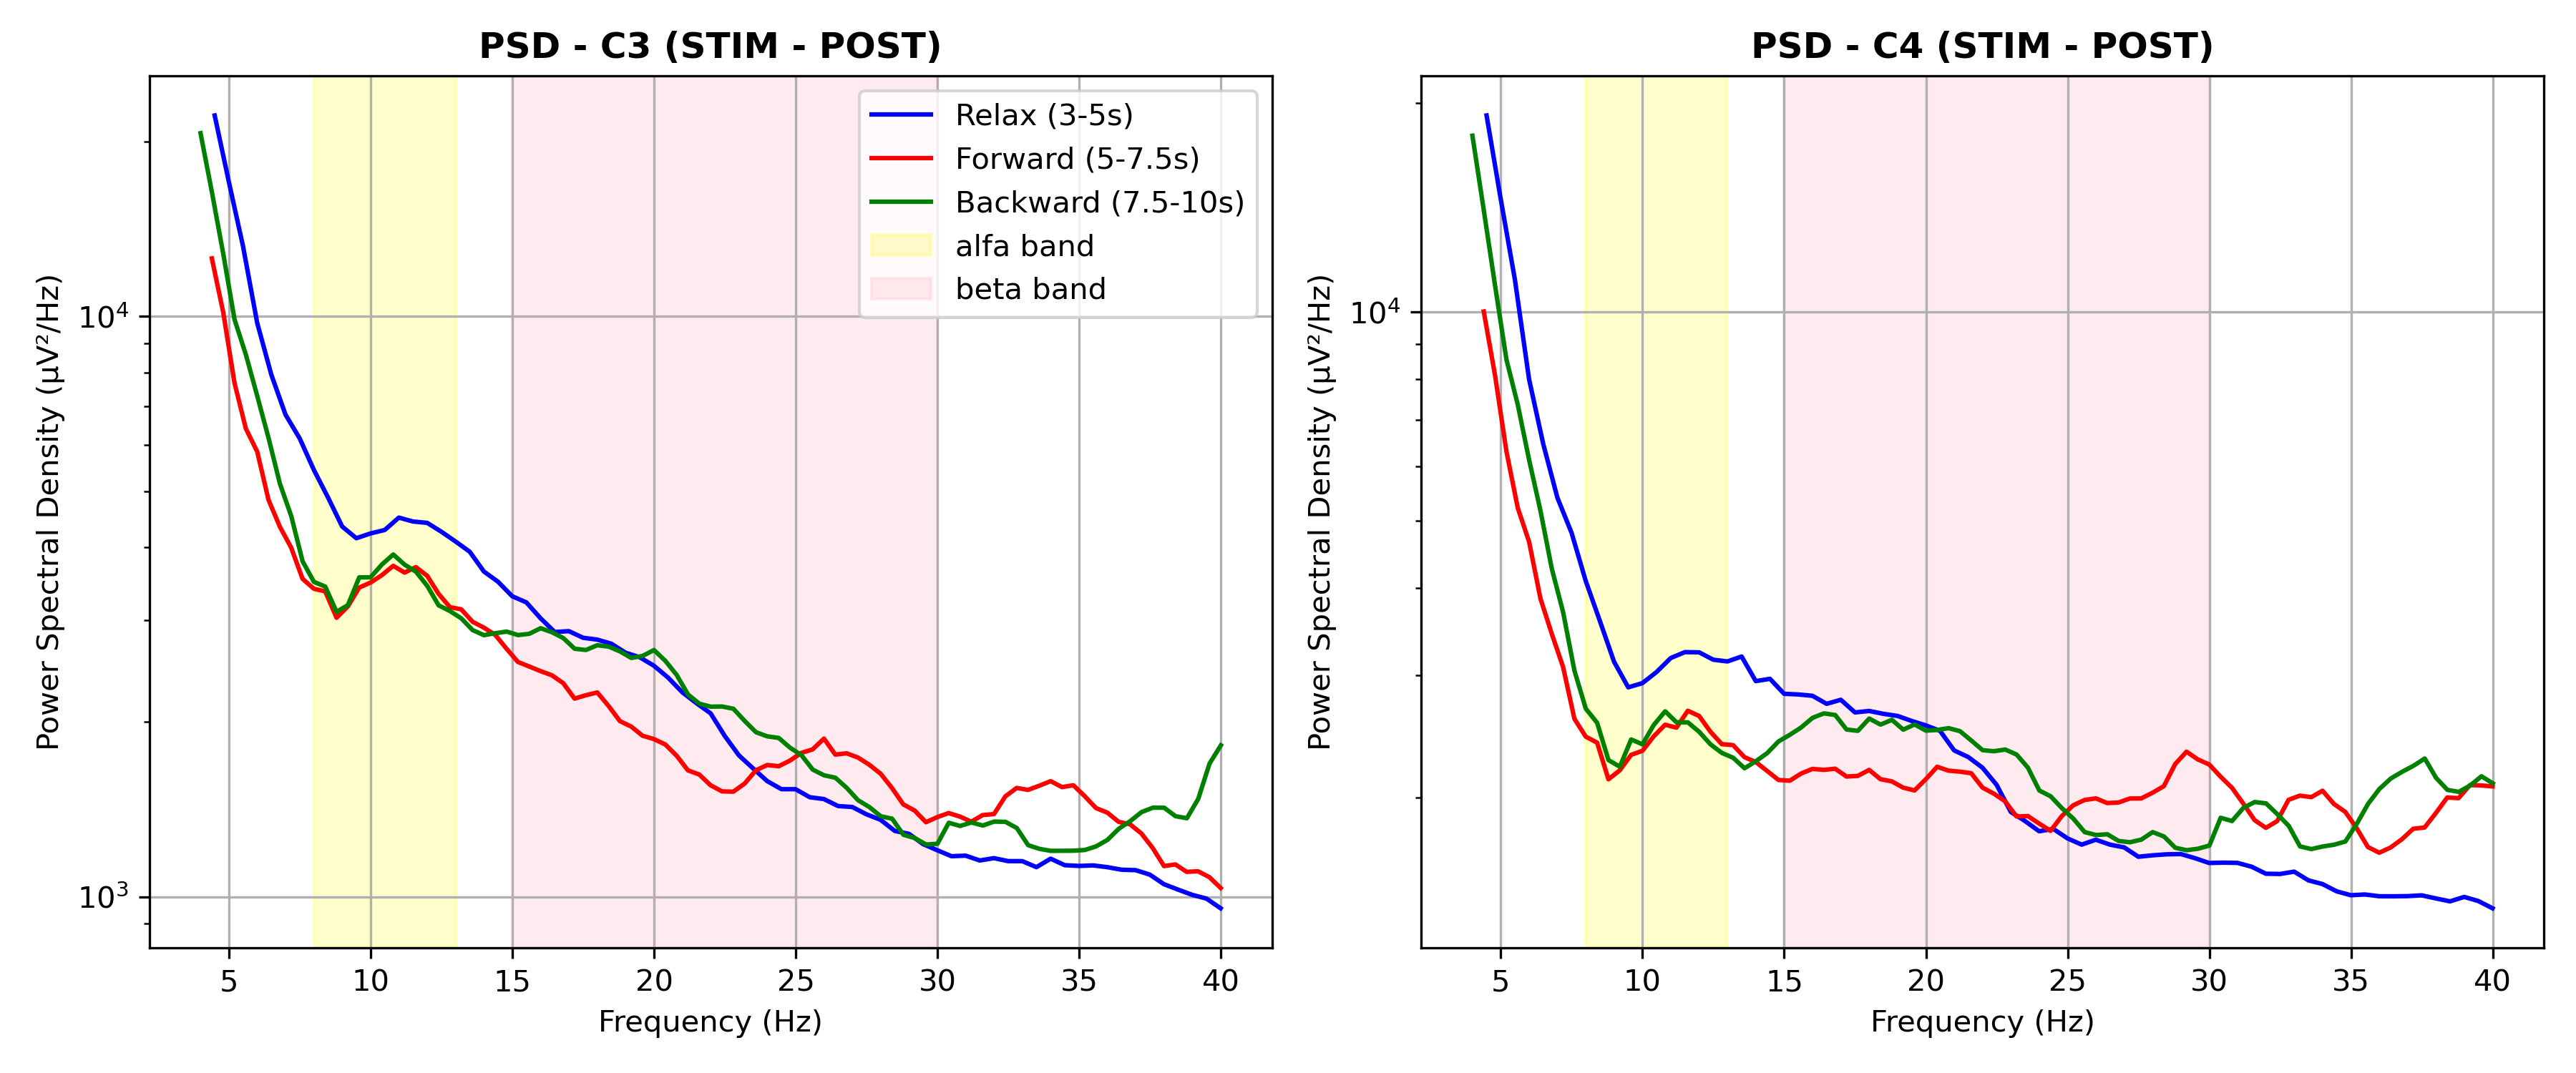 PSD - C3 (STIM - POST)
Power Spectral Density (µV²/Hz)
10⁴
10³
Relax (3-5s)
Forward (5-7.5s)
Backward (7.5-10s)
alfa band
beta band
5 10 15 20 25 30 35 40
Frequency (Hz)
PSD - C4 (STIM - POST)
Power Spectral Density (µV²/Hz)
10⁴
5 10 15 20 25 30 35 40
Frequency (Hz)